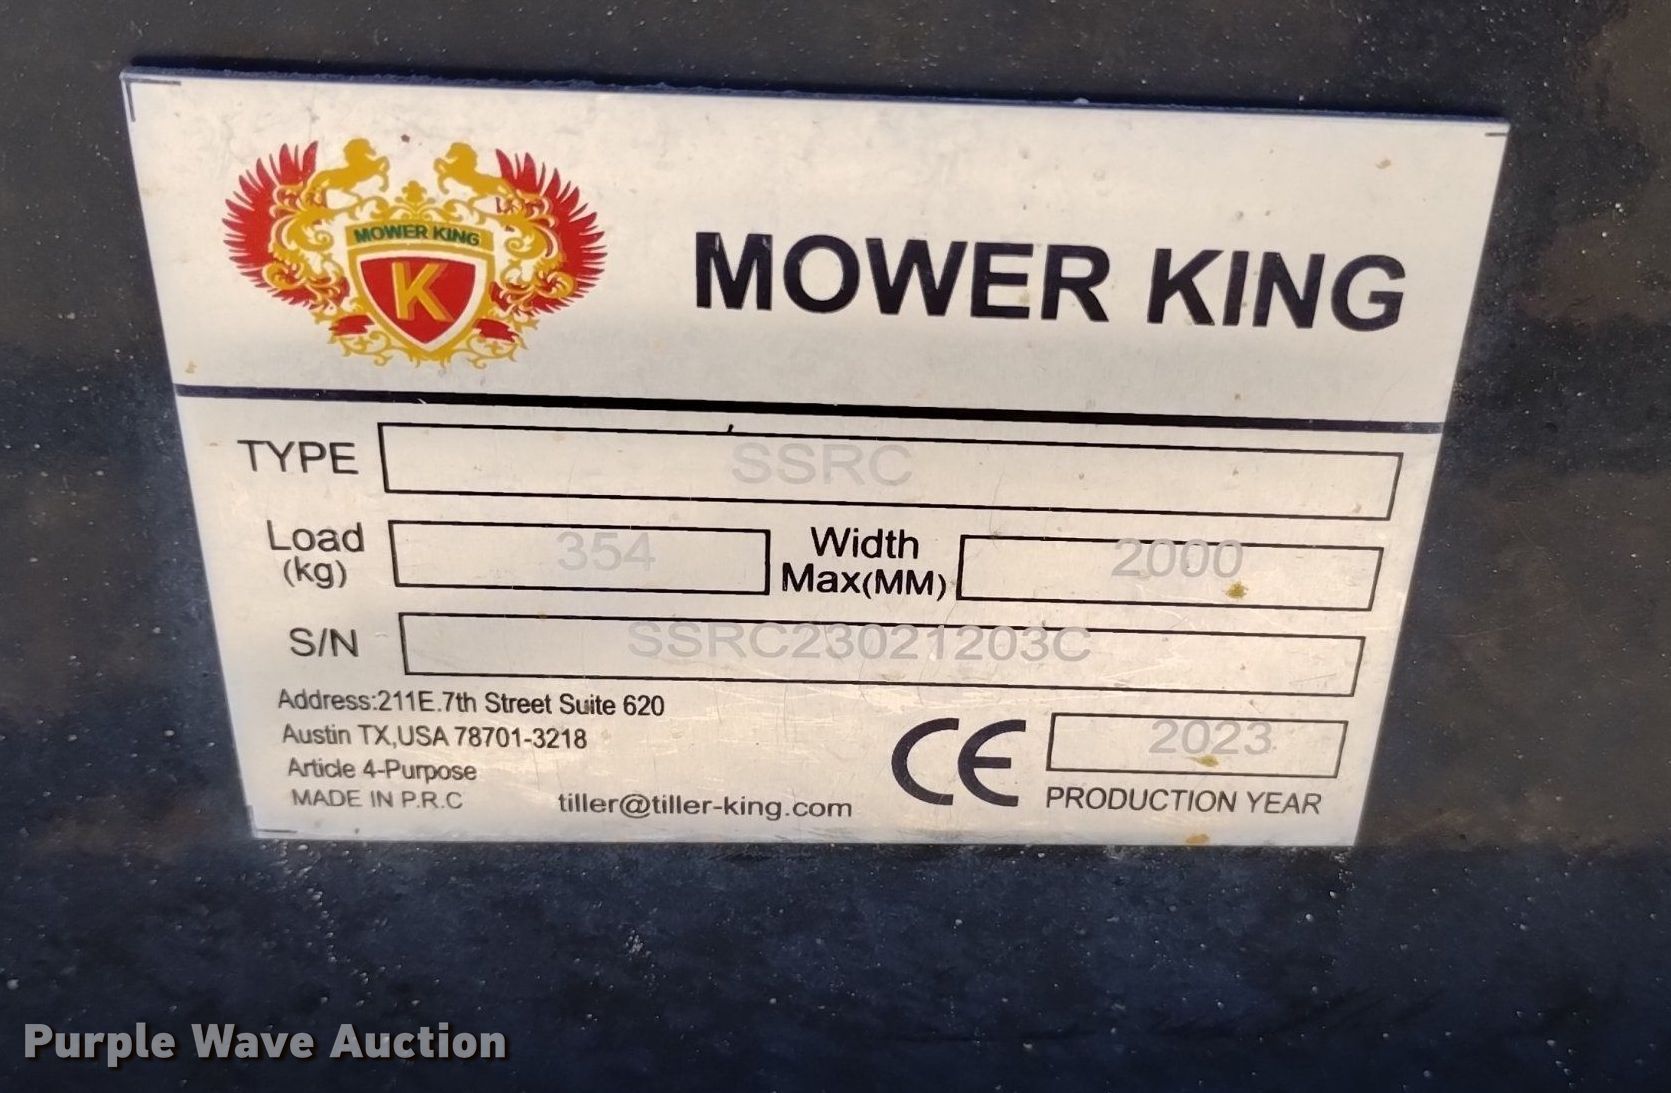 MOWER KING
K
MOWER KING
TYPE SSRC
Load (kg) 354 Width Max(MM) 2000
S/N SSRC23021203C
Address:211E.7th Street Suite 620
Austin TX,USA 78701-3218
Article 4-Purpose
MADE IN P.R.C tiller@tiller-king.com
CE 2023
PRODUCTION YEAR
Purple Wave Auction